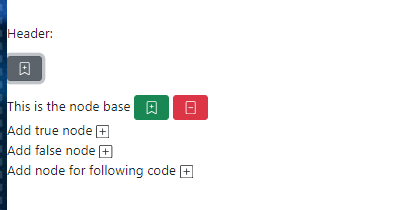 Header:
This is the node base
Add true node
Add false node
Add node for following code